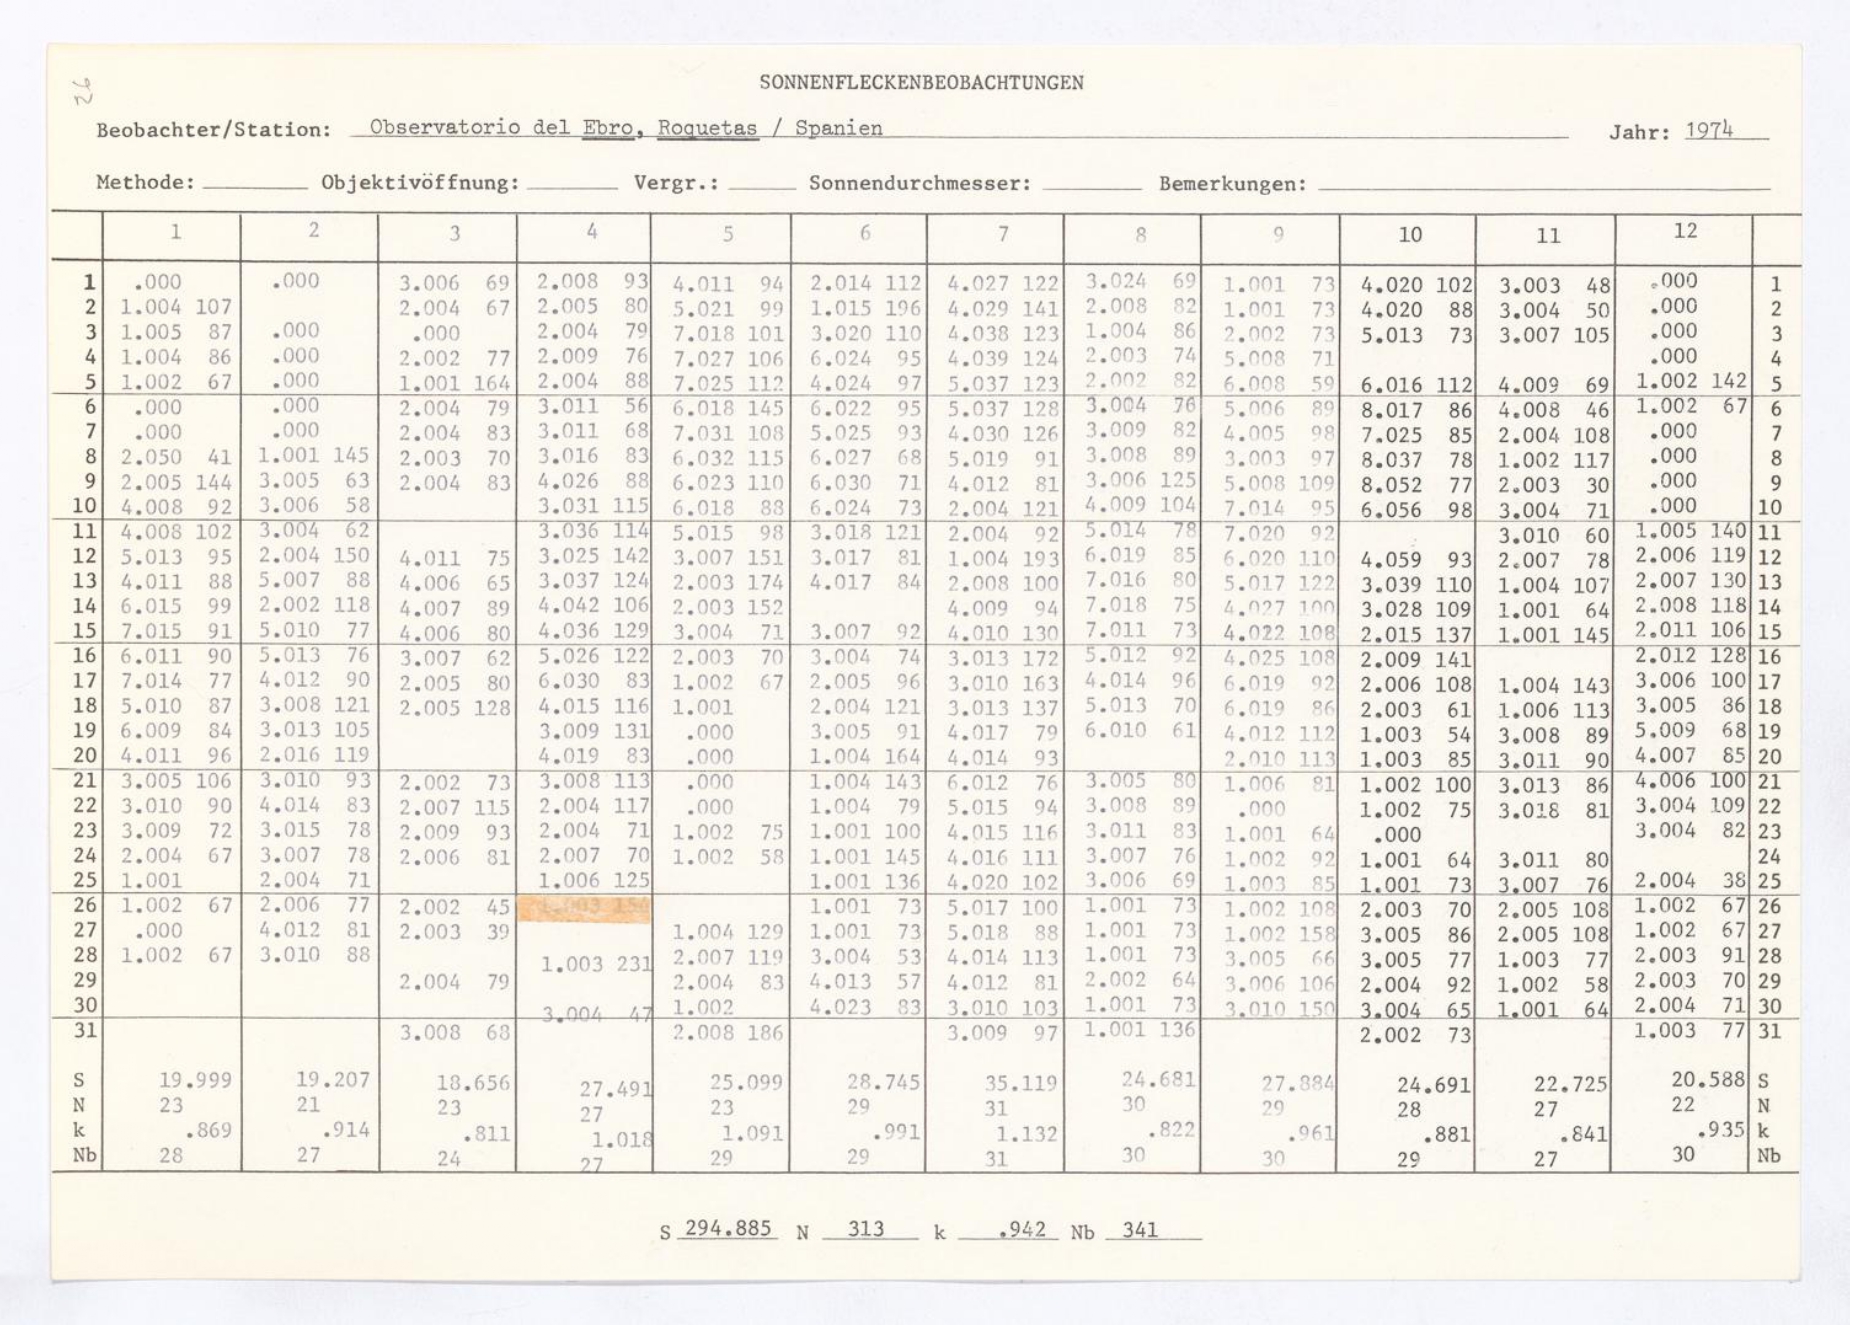 26
SONNENFLECKENBEOBACHTUNGEN
Beobachter/Station: Observatorio del Ebro, Roquetas / Spanien Jahr: 1974
Methode: Objektivöffnung: Vergr.: Sonnendurchmesser: Bemerkungen:
1 2 3 4 5 6 7 8 9 10 11 12
1 .000 .000 3.006 69 2.008 93 4.011 94 2.014 112 4.027 122 3.024 69 1.001 73 4.020 102 3.003 48 .000 1
2 1.004 107 2.004 67 2.005 80 5.021 99 1.015 196 4.029 141 2.008 82 1.001 73 4.020 88 3.004 50 .000 2
3 1.005 87 .000 .000 2.004 79 7.018 101 3.020 110 4.038 123 1.004 86 2.002 73 5.013 73 3.007 105 .000 3
4 1.004 86 .000 2.002 77 2.009 76 7.027 106 6.024 95 4.039 124 2.003 74 5.008 71 .000 4
5 1.002 67 .000 1.001 164 2.004 88 7.025 112 4.024 97 5.037 123 2.002 82 6.008 59 6.016 112 4.009 69 1.002 142 5
6 .000 .000 2.004 79 3.011 56 6.018 145 6.022 95 5.037 128 3.004 76 5.006 89 8.017 86 4.008 46 1.002 67 6
7 .000 .000 2.004 83 3.011 68 7.031 108 5.025 93 4.030 126 3.009 82 4.005 98 7.025 85 2.004 108 .000 7
8 2.050 41 1.001 145 2.003 70 3.016 83 6.032 115 6.027 68 5.019 91 3.008 89 3.003 97 8.037 78 1.002 117 .000 8
9 2.005 144 3.005 63 2.004 83 4.026 88 6.023 110 6.030 71 4.012 81 3.006 125 5.008 109 8.052 77 2.003 30 .000 9
10 4.008 92 3.006 58 3.031 115 6.018 88 6.024 73 2.004 121 4.009 104 7.014 95 6.056 98 3.004 71 .000 10
11 4.008 102 3.004 62 3.036 114 5.015 98 3.018 121 2.004 92 5.014 78 7.020 92 3.010 60 1.005 140 11
12 5.013 95 2.004 150 4.011 75 3.025 142 3.007 151 3.017 81 1.004 193 6.019 85 6.020 110 4.059 93 2.007 78 2.006 119 12
13 4.011 88 5.007 88 4.006 65 3.037 124 2.003 174 4.017 84 2.008 100 7.016 80 5.017 122 3.039 110 1.004 107 2.007 130 13
14 6.015 99 2.002 118 4.007 89 4.042 106 2.003 152 4.009 94 7.018 75 4.027 100 3.028 109 1.001 64 2.008 118 14
15 7.015 91 5.010 77 4.006 80 4.036 129 3.004 71 3.007 92 4.010 130 7.011 73 4.022 108 2.015 137 1.001 145 2.011 106 15
16 6.011 90 5.013 76 3.007 62 5.026 122 2.003 70 3.004 74 3.013 172 5.012 92 4.025 108 2.009 141 2.012 128 16
17 7.014 77 4.012 90 2.005 80 6.030 83 1.002 67 2.005 96 3.010 163 4.014 96 6.019 92 2.006 108 1.004 143 3.006 100 17
18 5.010 87 3.008 121 2.005 128 4.015 116 1.001 2.004 121 3.013 137 5.013 70 6.019 86 2.003 61 1.006 113 3.005 86 18
19 6.009 84 3.013 105 3.009 131 .000 3.005 91 4.017 79 6.010 61 4.012 112 1.003 54 3.008 89 5.009 68 19
20 4.011 96 2.016 119 4.019 83 .000 1.004 164 4.014 93 2.010 113 1.003 85 3.011 90 4.007 85 20
21 3.005 106 3.010 93 2.002 73 3.008 113 .000 1.004 143 6.012 76 3.005 80 1.006 81 1.002 100 3.013 86 4.006 100 21
22 3.010 90 4.014 83 2.007 115 2.004 117 .000 1.004 79 5.015 94 3.008 89 .000 1.002 75 3.018 81 3.004 109 22
23 3.009 72 3.015 78 2.009 93 2.004 71 1.002 75 1.001 100 4.015 116 3.011 83 1.001 64 .000 3.004 82 23
24 2.004 67 3.007 78 2.006 81 2.007 70 1.002 58 1.001 145 4.016 111 3.007 76 1.002 92 1.001 64 3.011 80 24
25 1.001 2.004 71 1.006 125 1.001 136 4.020 102 3.006 69 1.003 85 1.001 73 3.007 76 2.004 38 25
26 1.002 67 2.006 77 2.002 45 1.003 154 1.001 73 5.017 100 1.001 73 1.002 108 2.003 70 2.005 108 1.002 67 26
27 .000 4.012 81 2.003 39 1.004 129 1.001 73 5.018 88 1.001 73 1.002 158 3.005 86 2.005 108 1.002 67 27
28 1.002 67 3.010 88 1.003 231 2.007 119 3.004 53 4.014 113 1.001 73 3.005 66 3.005 77 1.003 77 2.003 91 28
29 2.004 79 2.004 83 4.013 57 4.012 81 2.002 64 3.006 106 2.004 92 1.002 58 2.003 70 29
30 3.004 47 1.002 4.023 83 3.010 103 1.001 73 3.010 150 3.004 65 1.001 64 2.004 71 30
31 3.008 68 2.008 186 3.009 97 1.001 136 2.002 73 1.003 77 31
S 19.999 19.207 18.656 27.491 25.099 28.745 35.119 24.681 27.884 24.691 22.725 20.588 S
N 23 21 23 27 23 29 31 30 29 28 27 22 N
k .869 .914 .811 1.018 1.091 .991 1.132 .822 .961 .881 .841 .935 k
Nb 28 27 24 27 29 29 31 30 30 29 27 30 Nb
S 294.885 N 313 k .942 Nb 341